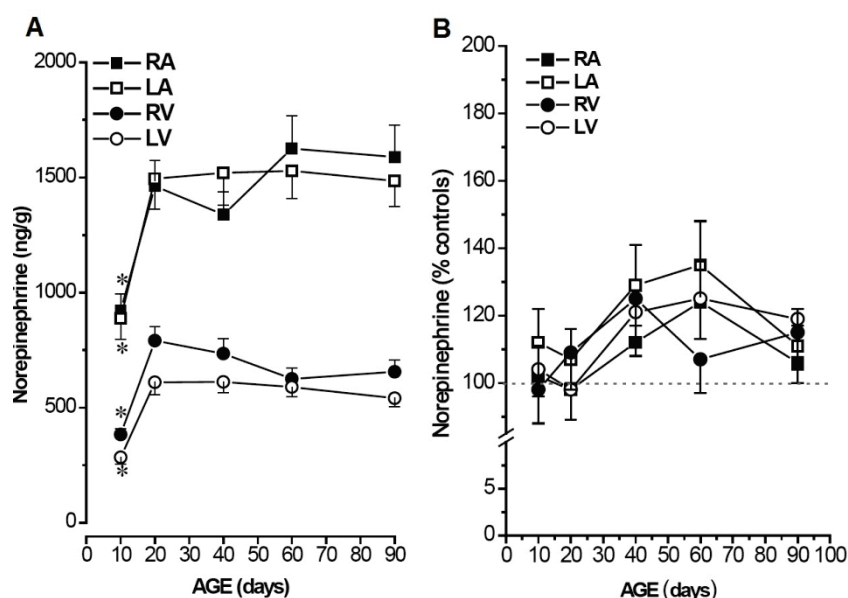 A
RA
LA
RV
LV
2000
1500
1000
500
0
Norepinephrine (ng/g)
*
*
*
*
0 10 20 30 40 50 60 70 80 90
AGE (days)
B
RA
LA
RV
LV
200
180
160
140
120
100
5
0
Norepinephrine (% controls)
0 10 20 30 40 50 60 70 80 90 100
AGE (days)